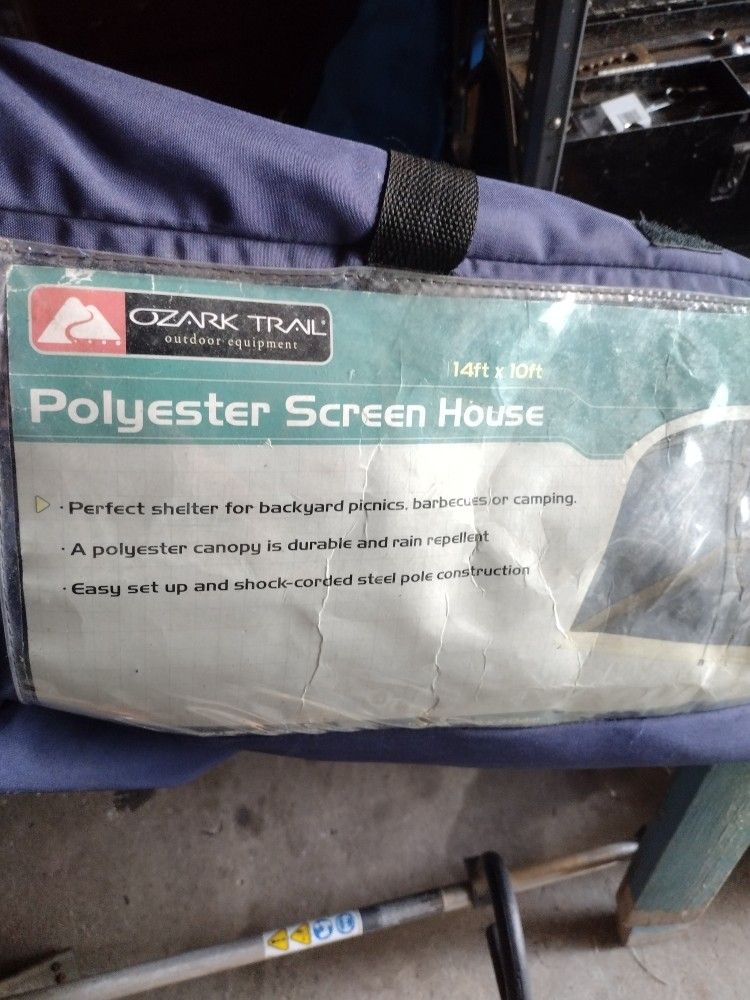 OZARK TRAIL®
outdoor equipment
14ft x 10ft
Polyester Screen House
· Perfect shelter for backyard picnics, barbecues or camping.
· A polyester canopy is durable and rain repellent
· Easy set up and shock-corded steel pole construction